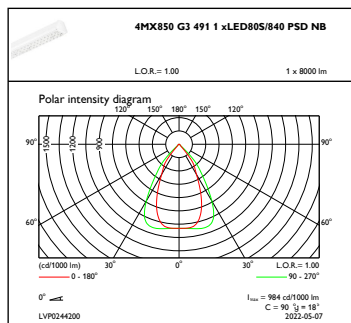 4MX850 G3 491 1 xLED80S/840 PSD NB
L.O.R.= 1.00 1 x 8000 lm
Polar intensity diagram
120° 150° 180° 150° 120°
90° 90°
1500 1200 900
60° 60°
30° 0° 30°
(cd/1000 lm) L.O.R.= 1.00
0 - 180° 90 - 270°
0° Imax = 984 cd/1000 lm
C = 90 °g = 18°
LVP0244200 2022-05-07